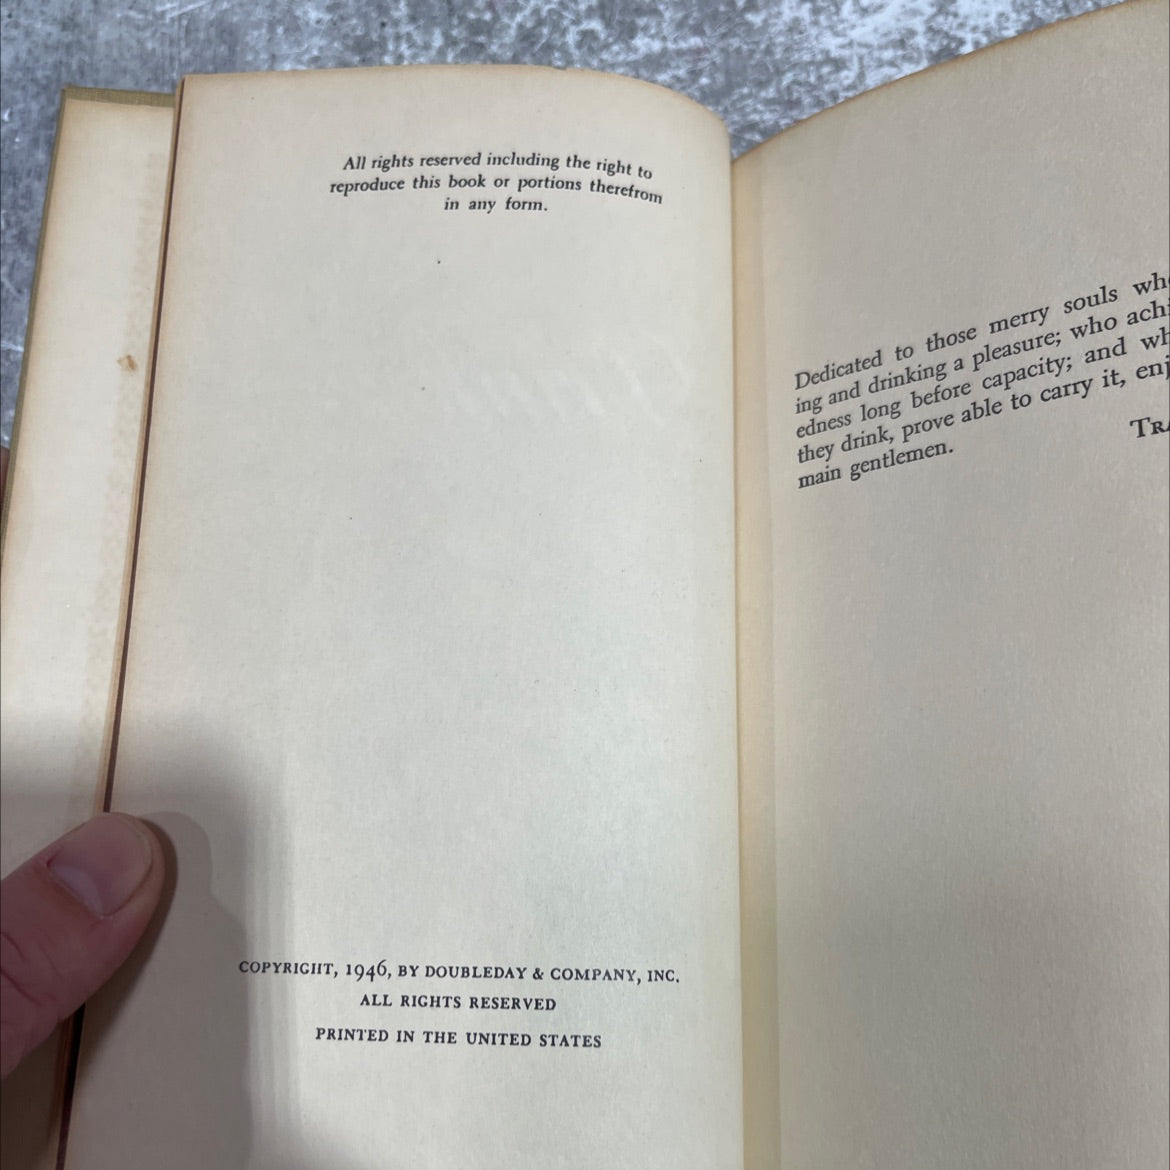 All rights reserved including the right to
reproduce this book or portions therefrom
in any form.
COPYRIGHT, 1946, BY DOUBLEDAY & COMPANY, INC.
ALL RIGHTS RESERVED
PRINTED IN THE UNITED STATES
Dedicated to those merry souls
ing and drinking a pleasure; who
edness long before capacity; and
they drink, prove able to carry it,
main gentlemen.